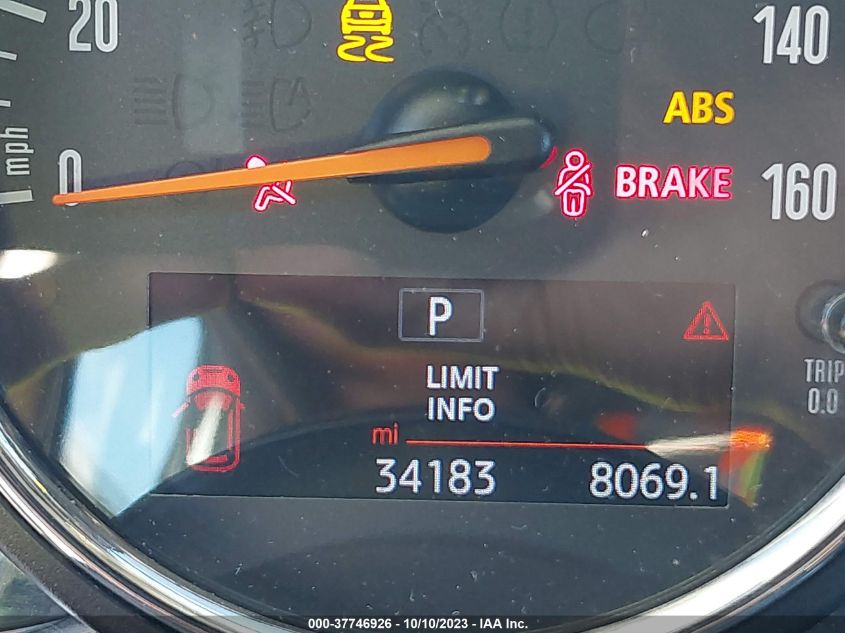 20
140
ABS
mph
0
BRAKE
160
P
LIMIT
INFO
TRIP
0.0
mi
34183 8069.1
000-37746926 - 10/10/2023 - IAA Inc.